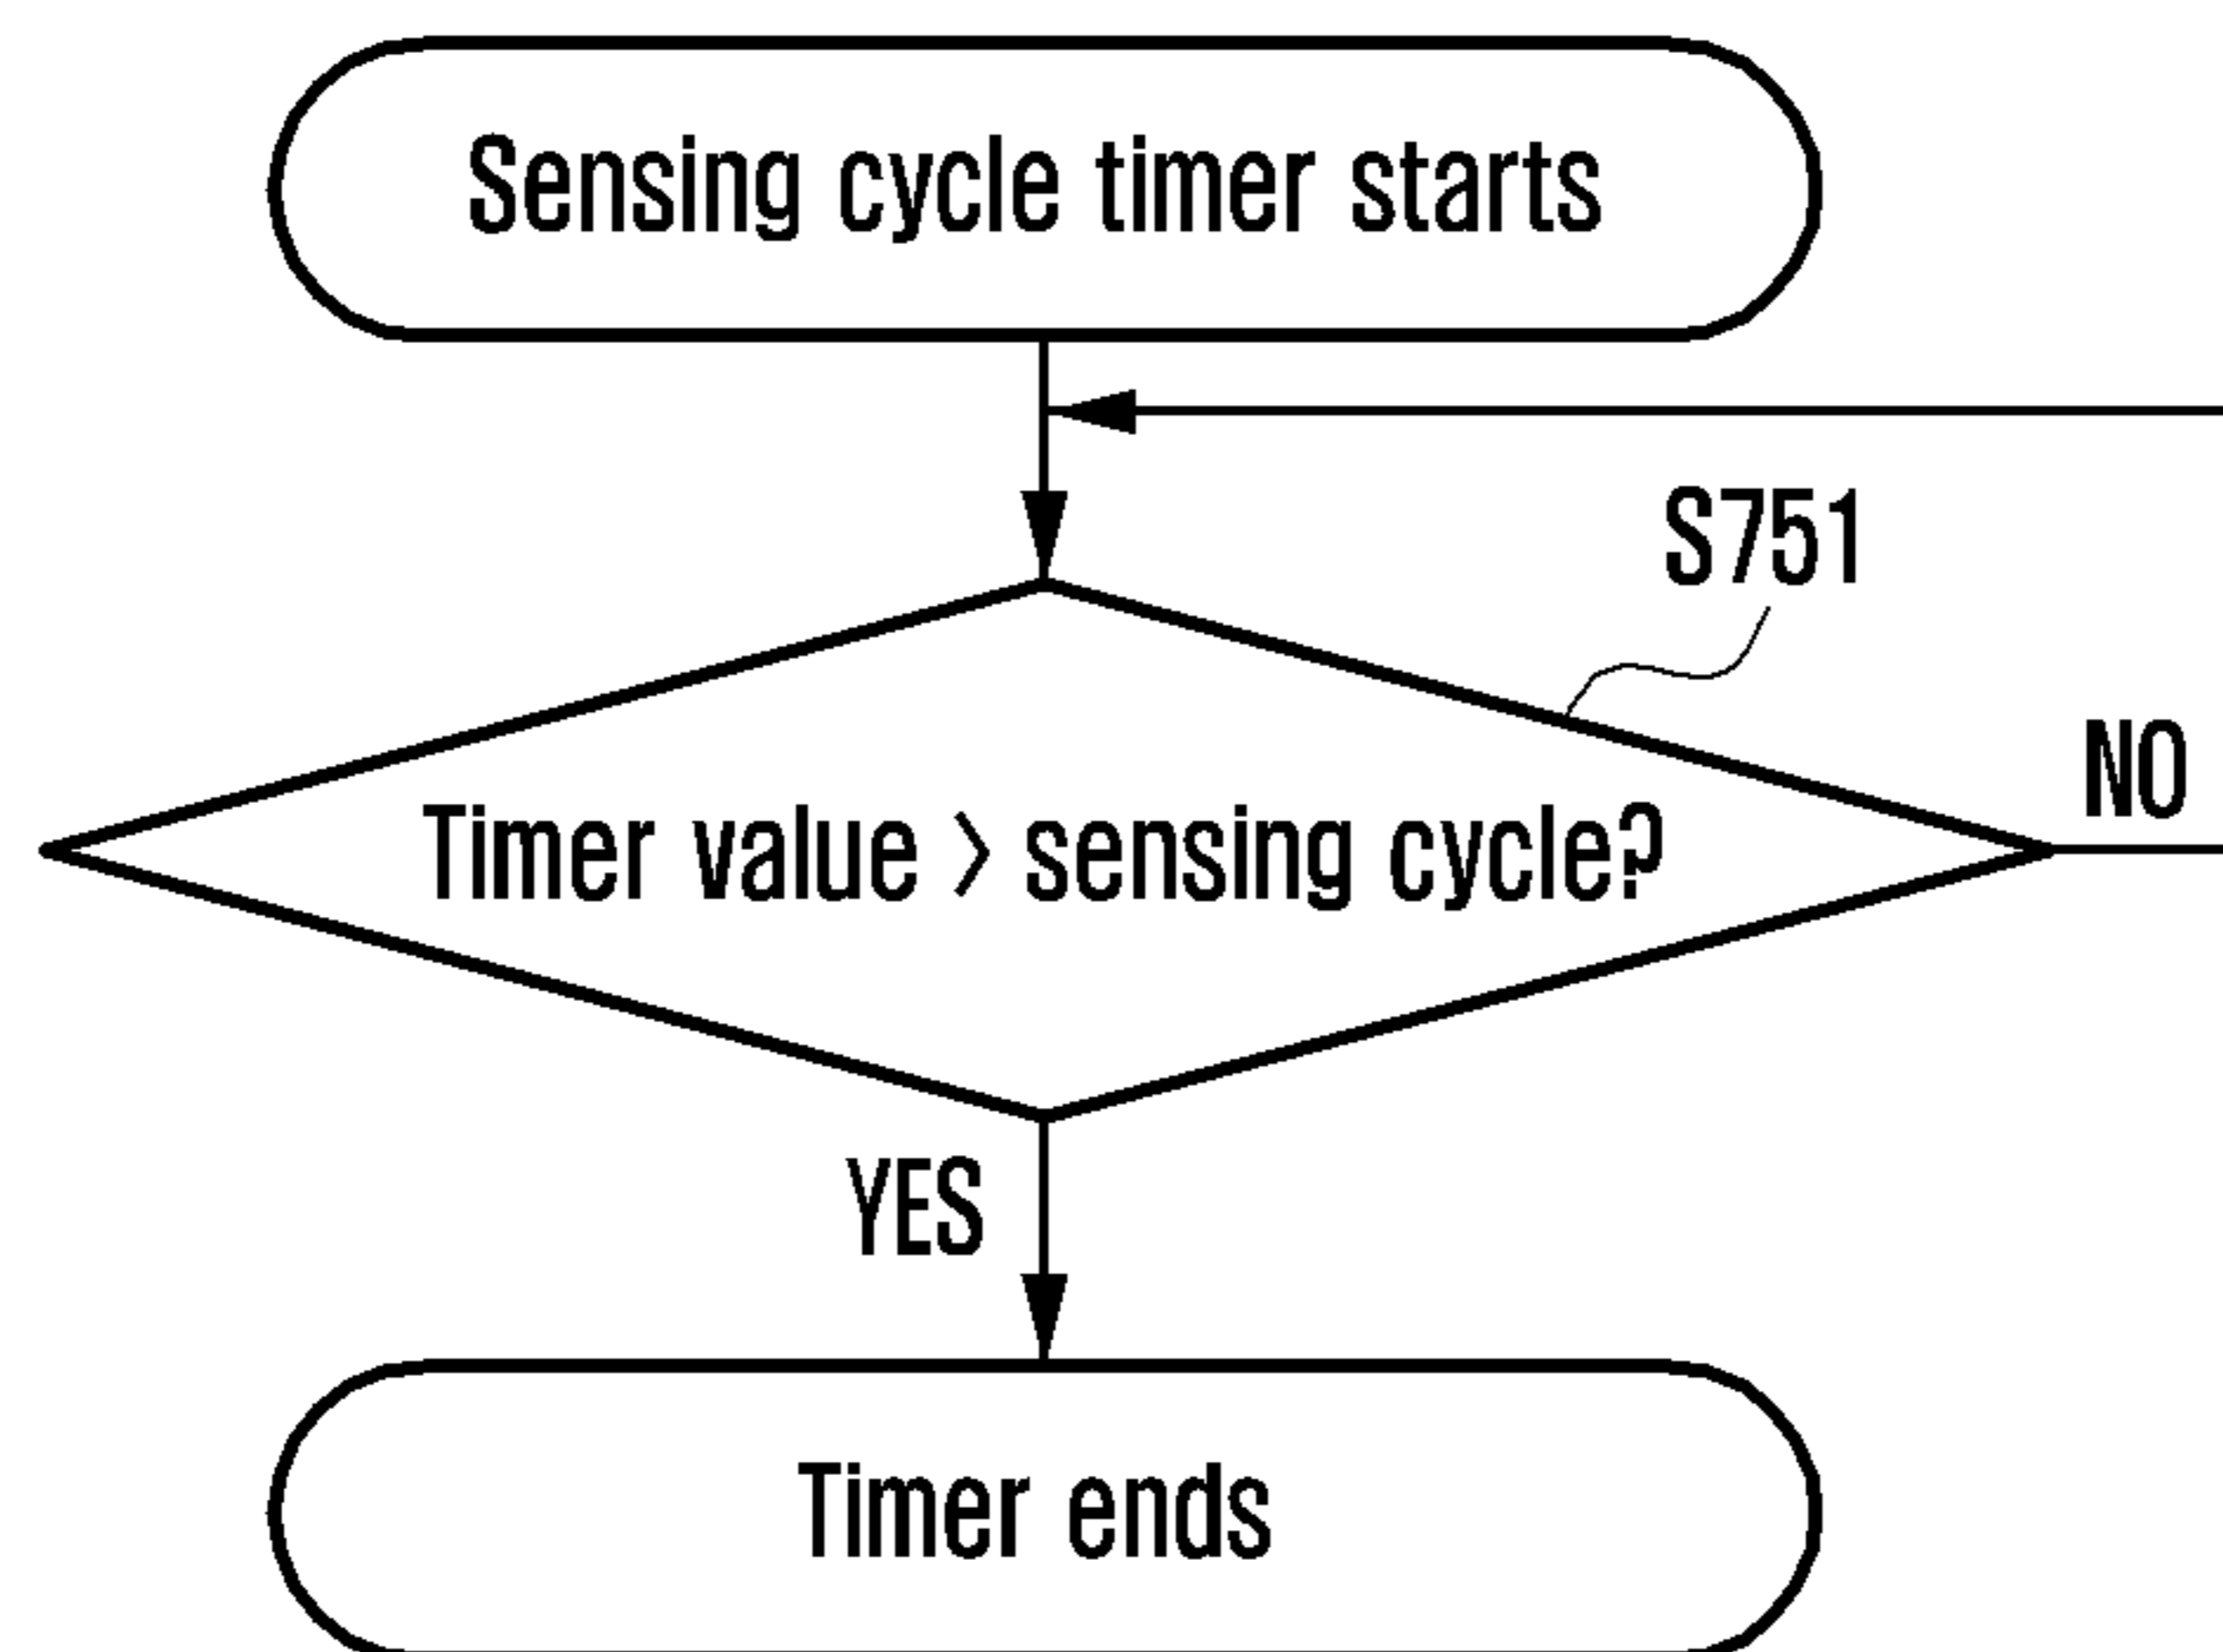 Sensing cycle timer starts
S751
NO
Timer value > sensing cycle?
YES
Timer ends